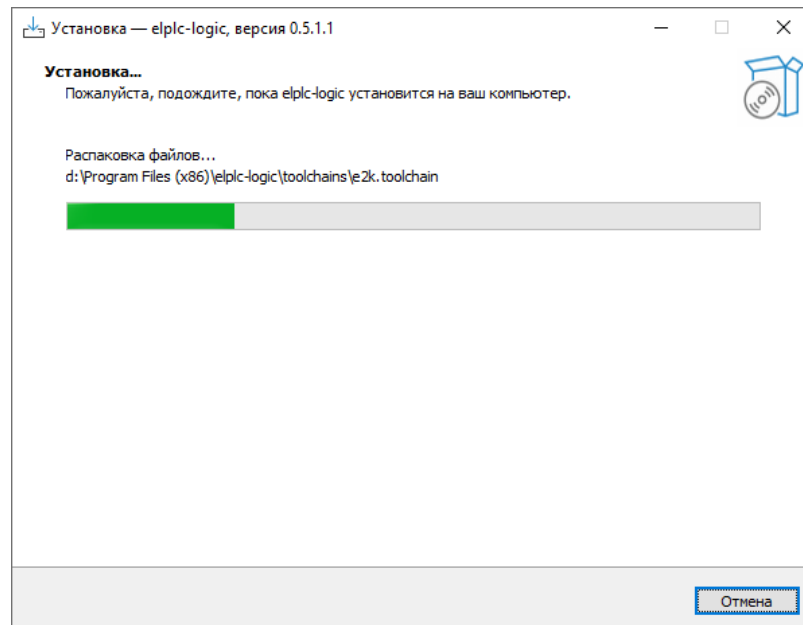 Установка — elplc-logic, версия 0.5.1.1
Установка...
Пожалуйста, подождите, пока elplc-logic установится на ваш компьютер.
Распаковка файлов...
d:\Program Files (x86)\elplc-logic\toolchains\e2k.toolchain
Отмена